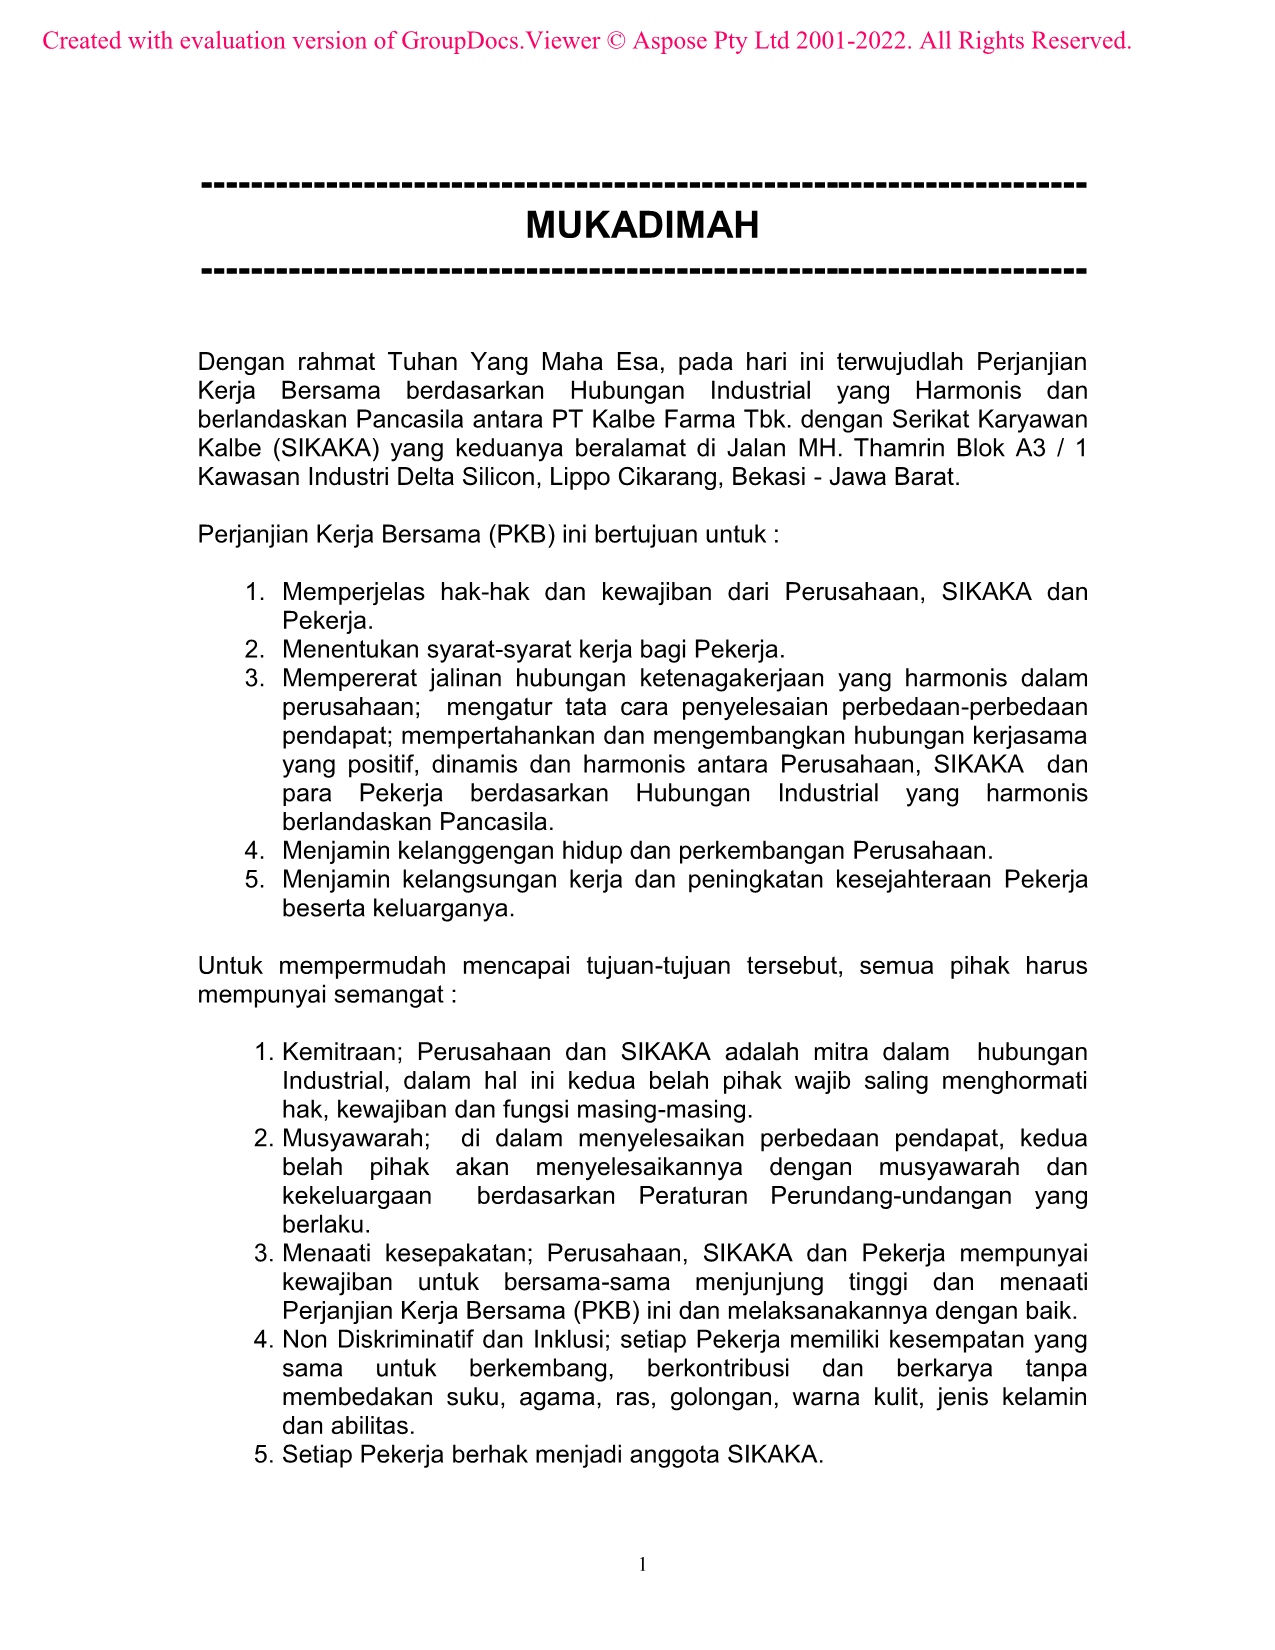 Created with evaluation version of GroupDocs.Viewer © Aspose Pty Ltd 2001-2022. All Rights Reserved.
-----------------------------------------------------------------------
MUKADIMAH
-----------------------------------------------------------------------
Dengan rahmat Tuhan Yang Maha Esa, pada hari ini terwujudlah Perjanjian
Kerja Bersama berdasarkan Hubungan Industrial yang Harmonis dan
berlandaskan Pancasila antara PT Kalbe Farma Tbk. dengan Serikat Karyawan
Kalbe (SIKAKA) yang keduanya beralamat di Jalan MH. Thamrin Blok A3 / 1
Kawasan Industri Delta Silicon, Lippo Cikarang, Bekasi - Jawa Barat.
Perjanjian Kerja Bersama (PKB) ini bertujuan untuk :
1. Memperjelas hak-hak dan kewajiban dari Perusahaan, SIKAKA dan
Pekerja.
2. Menentukan syarat-syarat kerja bagi Pekerja.
3. Mempererat jalinan hubungan ketenagakerjaan yang harmonis dalam
perusahaan; mengatur tata cara penyelesaian perbedaan-perbedaan
pendapat; mempertahankan dan mengembangkan hubungan kerjasama
yang positif, dinamis dan harmonis antara Perusahaan, SIKAKA dan
para Pekerja berdasarkan Hubungan Industrial yang harmonis
berlandaskan Pancasila.
4. Menjamin kelanggengan hidup dan perkembangan Perusahaan.
5. Menjamin kelangsungan kerja dan peningkatan kesejahteraan Pekerja
beserta keluarganya.
Untuk mempermudah mencapai tujuan-tujuan tersebut, semua pihak harus
mempunyai semangat :
1. Kemitraan; Perusahaan dan SIKAKA adalah mitra dalam hubungan
Industrial, dalam hal ini kedua belah pihak wajib saling menghormati
hak, kewajiban dan fungsi masing-masing.
2. Musyawarah; di dalam menyelesaikan perbedaan pendapat, kedua
belah pihak akan menyelesaikannya dengan musyawarah dan
kekeluargaan berdasarkan Peraturan Perundang-undangan yang
berlaku.
3. Menaati kesepakatan; Perusahaan, SIKAKA dan Pekerja mempunyai
kewajiban untuk bersama-sama menjunjung tinggi dan menaati
Perjanjian Kerja Bersama (PKB) ini dan melaksanakannya dengan baik.
4. Non Diskriminatif dan Inklusi; setiap Pekerja memiliki kesempatan yang
sama untuk berkembang, berkontribusi dan berkarya tanpa
membedakan suku, agama, ras, golongan, warna kulit, jenis kelamin
dan abilitas.
5. Setiap Pekerja berhak menjadi anggota SIKAKA.
1